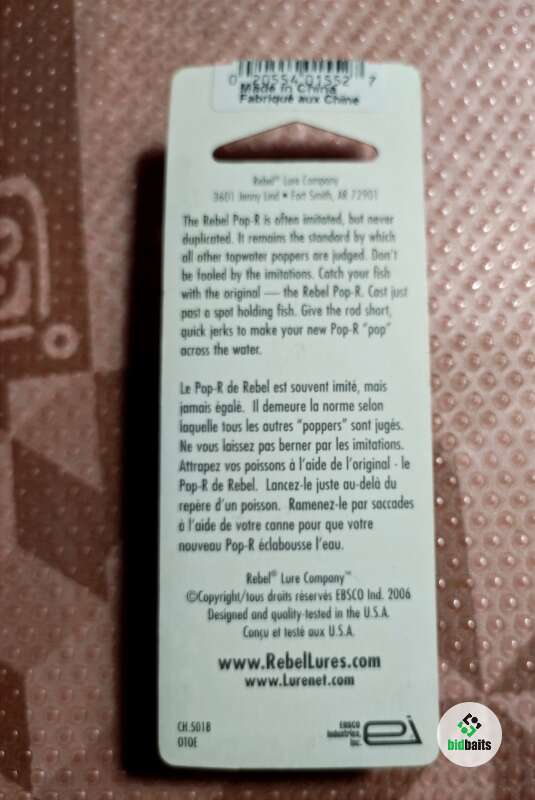 0 20554 01552 7
Made in China
Fabriqué aux Chine
Rebel™ Lure Company
3601 Jenny Lind • Fort Smith, AR 72901
The Rebel Pop-R is often imitated, but never
duplicated. It remains the standard by which
all other topwater poppers are judged. Don't
be fooled by the imitations. Catch your fish
with the original — the Rebel Pop-R. Cast just
past a spot holding fish. Give the rod short,
quick jerks to make your new Pop-R "pop"
across the water.
Le Pop-R de Rebel est souvent imité, mais
jamais égalé. Il demeure la norme selon
laquelle tous les autres "poppers" sont jugés.
Ne vous laissez pas berner par les imitations.
Attrapez vos poissons à l'aide de l'original - le
Pop-R de Rebel. Lancez-le juste au-delà du
repère d'un poisson. Ramenez-le par saccades
à l'aide de votre canne pour que votre
nouveau Pop-R éclabousse l'eau.
Rebel® Lure Company™
©Copyright/tous droits réservés EBSCO Ind. 2006
Designed and quality-tested in the U.S.A.
Conçu et testé aux U.S.A.
www.RebelLures.com
www.Lurenet.com
CH.5018
OTOE
EBSCO
Industries,
Inc.
ei
bidbaits